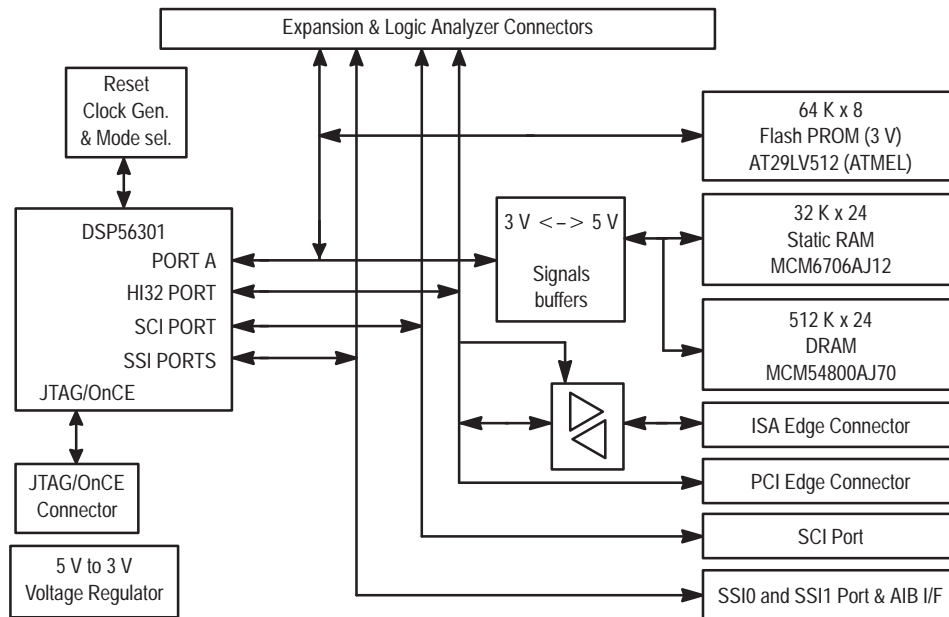 Expansion & Logic Analyzer Connectors
Reset
Clock Gen.
& Mode sel.
64 K x 8
Flash PROM (3 V)
AT29LV512 (ATMEL)
DSP56301
PORT A
HI32 PORT
SCI PORT
SSI PORTS
JTAG/OnCE
3 V <–> 5 V
Signals
buffers
32 K x 24
Static RAM
MCM6706AJ12
512 K x 24
DRAM
MCM54800AJ70
ISA Edge Connector
JTAG/OnCE
Connector
PCI Edge Connector
SCI Port
5 V to 3 V
Voltage Regulator
SSI0 and SSI1 Port & AIB I/F